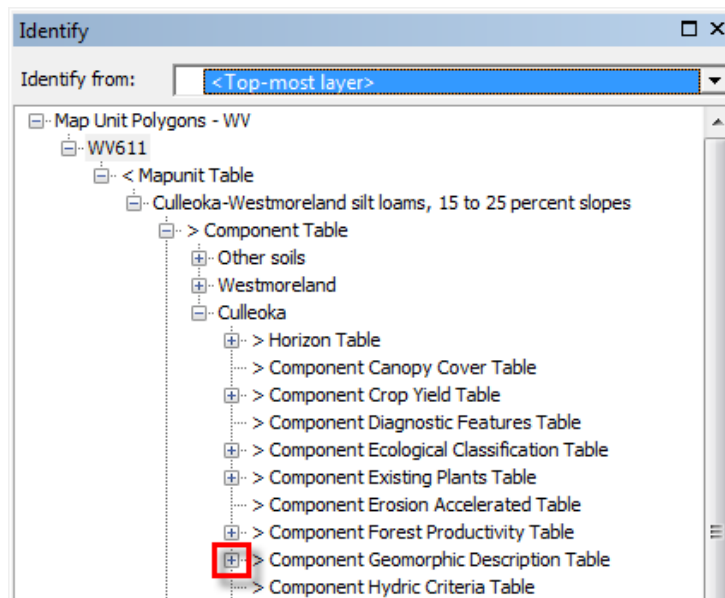 Identify
Identify from: <Top-most layer>
Map Unit Polygons - WV
WV611
< Mapunit Table
Culleoka-Westmoreland silt loams, 15 to 25 percent slopes
> Component Table
Other soils
Westmoreland
Culleoka
> Horizon Table
> Component Canopy Cover Table
> Component Crop Yield Table
> Component Diagnostic Features Table
> Component Ecological Classification Table
> Component Existing Plants Table
> Component Erosion Accelerated Table
> Component Forest Productivity Table
> Component Geomorphic Description Table
> Component Hydric Criteria Table